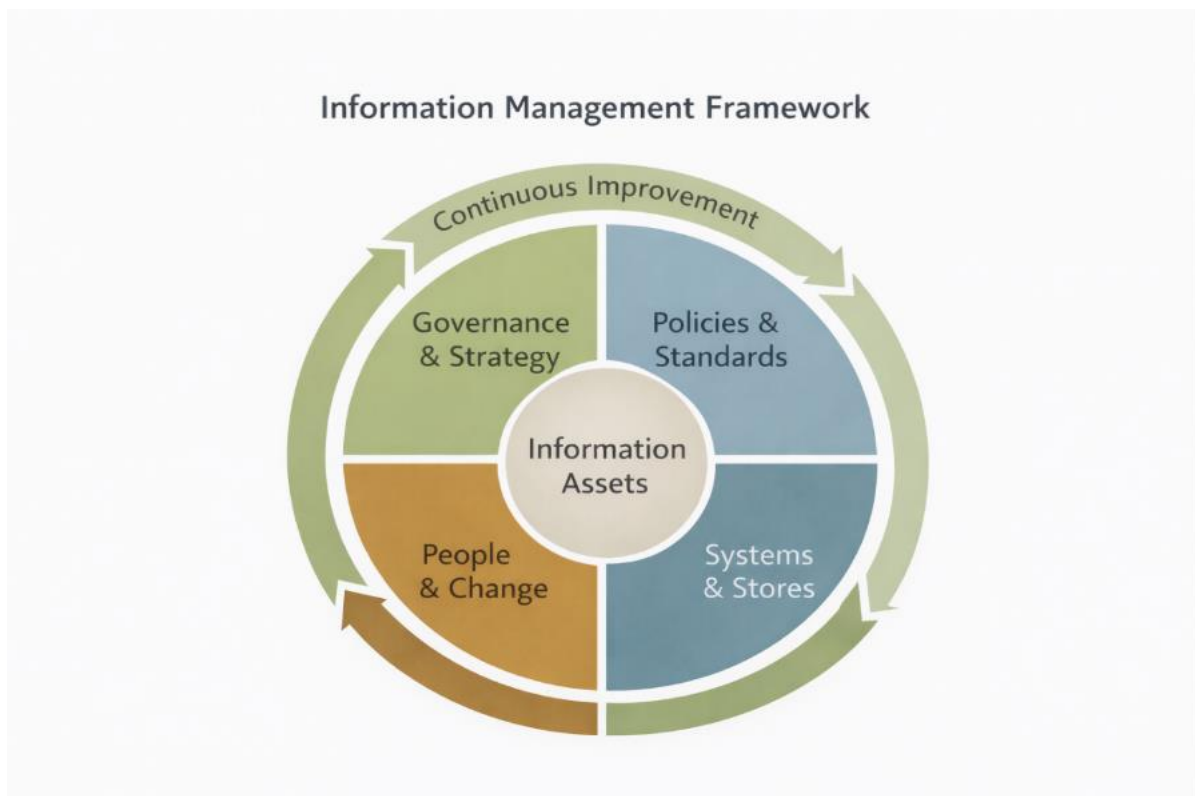 Information Management Framework
Continuous Improvement
Governance
& Strategy
Policies &
Standards
Information
Assets
People
& Change
Systems
& Stores